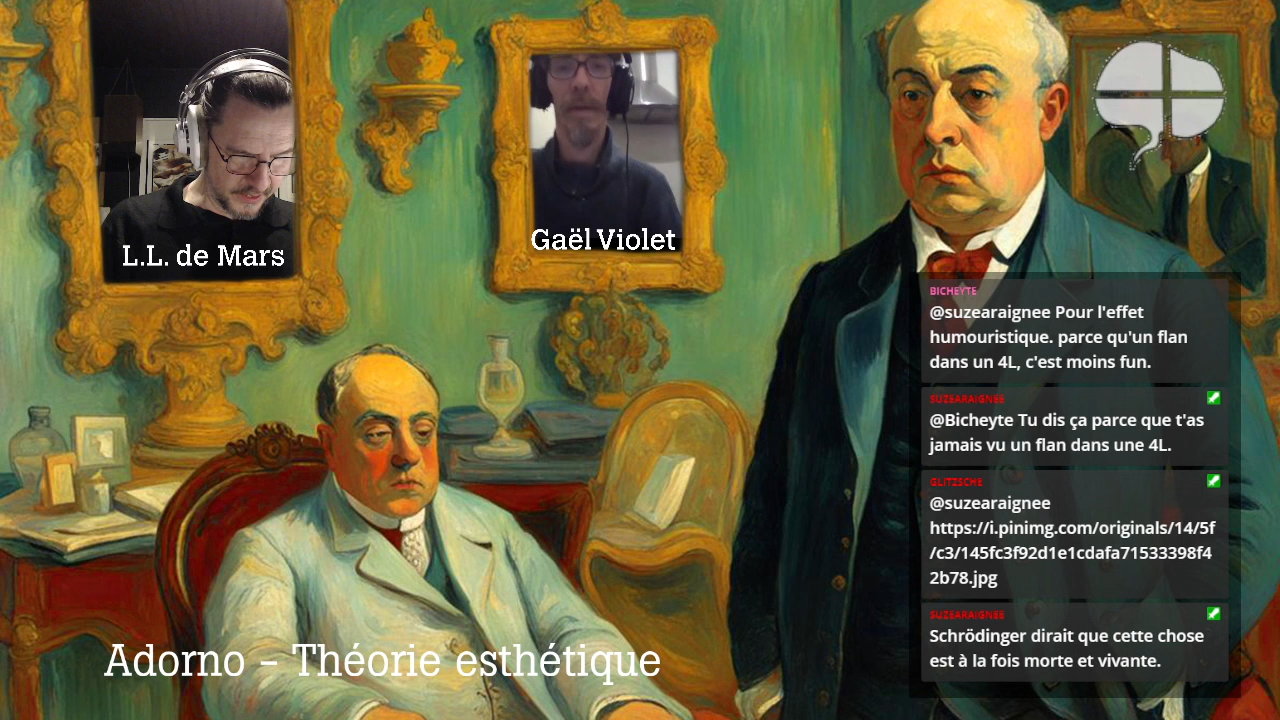 L.L. de Mars
Gaël Violet
BICHEYTE
@suzearaignee Pour l'effet
humouristique. parce qu'un flan
dans un 4L, c'est moins fun.
SUZEARAIGNEE
@Bicheyte Tu dis ça parce que t'as
jamais vu un flan dans une 4L.
GLITZSCHE
@suzearaignee
https://i.pinimg.com/originals/14/5f
/c3/145fc3f92d1e1cdafa71533398f4
2b78.jpg
SUZEARAIGNEE
Schrödinger dirait que cette chose
est à la fois morte et vivante.
Adorno – Théorie esthétique